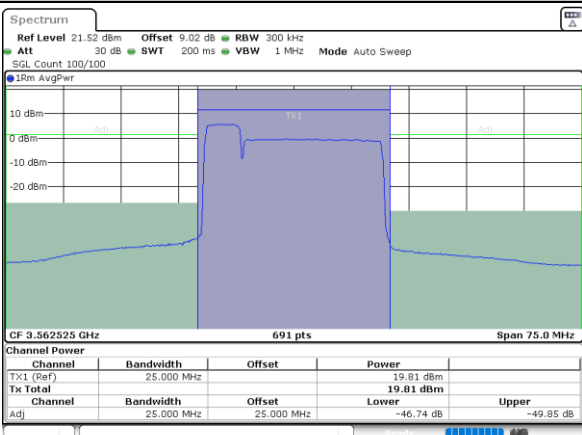 Spectrum
Ref Level 21.52 dBm Offset 9.02 dB RBW 300 kHz
Att 30 dB SWT 200 ms VBW 1 MHz Mode Auto Sweep
SGL Count 100/100
1Rm AvgPwr
TX1
10 dBm
Adj Adj
0 dBm
-10 dBm
-20 dBm
CF 3.562525 GHz 691 pts Span 75.0 MHz
Channel Power
Channel Bandwidth Offset Power
TX1 (Ref) 25.000 MHz 19.81 dBm
Tx Total 19.81 dBm
Channel Bandwidth Offset Lower Upper
Adj 25.000 MHz 25.000 MHz -46.74 dB -49.85 dB